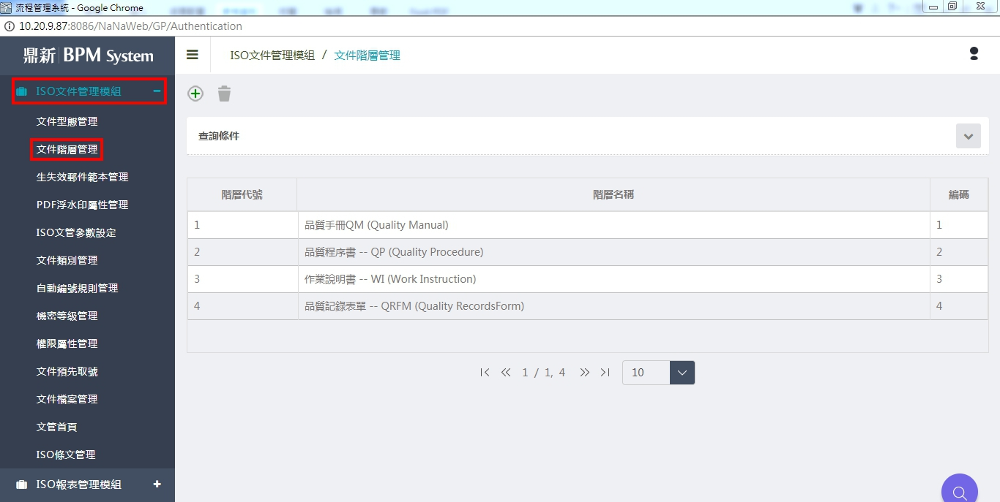 流程管理系統 - Google Chrome
10.20.9.87:8086/NaNaWeb/GP/Authentication
鼎新 BPM System
ISO文件管理模組 / 文件階層管理
ISO文件管理模組
文件型態管理
文件階層管理
生失效郵件範本管理
PDF浮水印屬性管理
ISO文管參數設定
文件類別管理
自動編號規則管理
機密等級管理
權限屬性管理
文件預先取號
文件檔案管理
文管首頁
ISO條文管理
ISO報表管理模組
查詢條件
階層代號 階層名稱 編碼
1 品質手冊QM (Quality Manual) 1
2 品質程序書 -- QP (Quality Procedure) 2
3 作業說明書 -- WI (Work Instruction) 3
4 品質記錄表單 -- QRFM (Quality RecordsForm) 4
1 / 1, 4 10